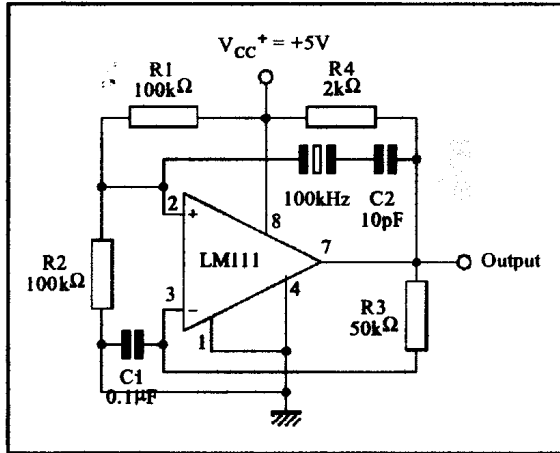 VCC+ = +5V
R1
100kΩ
R4
2kΩ
100kHz
C2
10pF
2
+
8
LM111
7
Output
R2
100kΩ
3
−
4
1
R3
50kΩ
C1
0.1µF